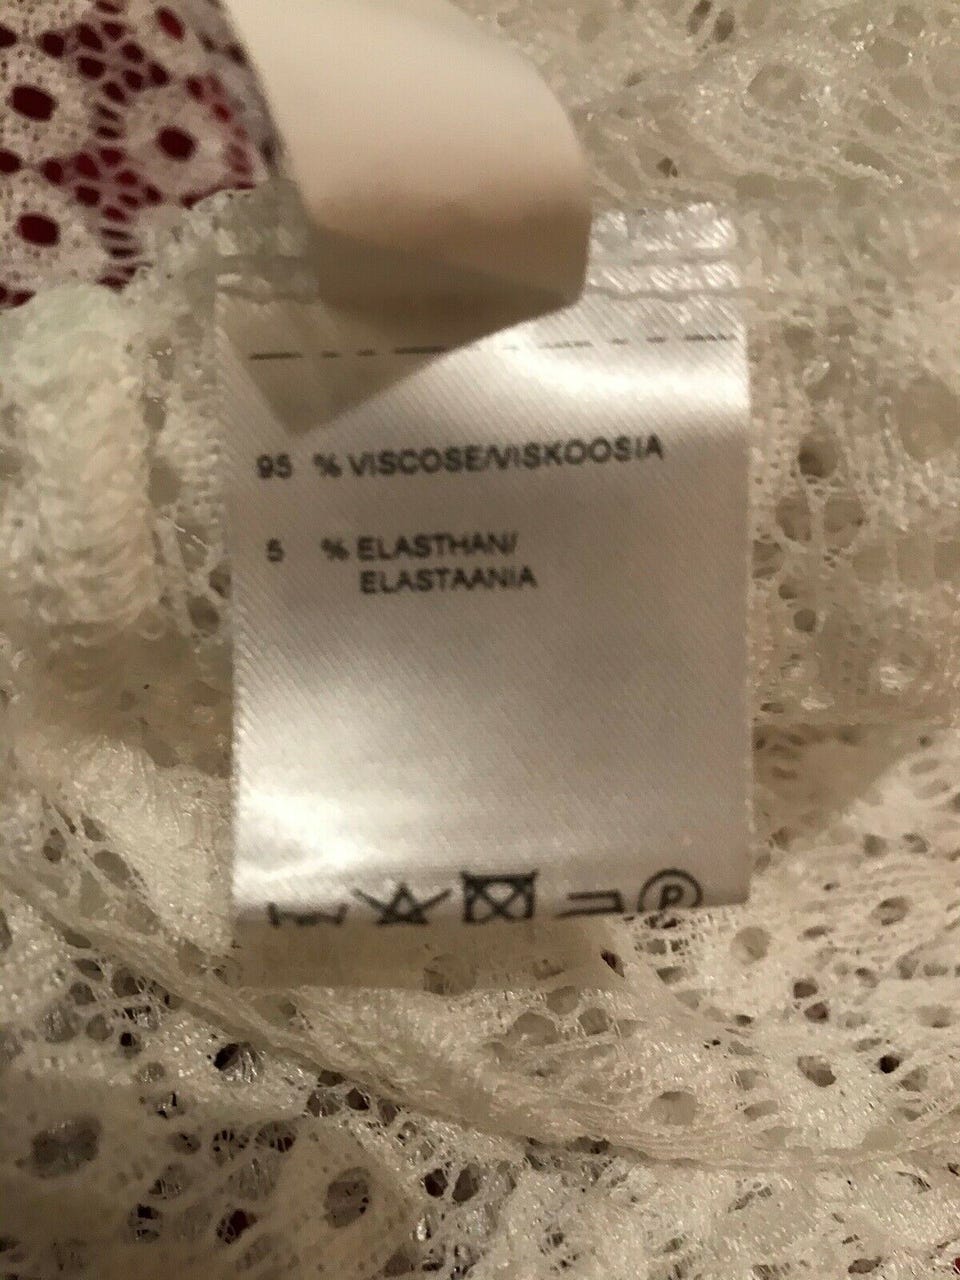 95 % VISCOSE/VISKOOSIA
5 % ELASTHAN/
ELASTAANIA
P